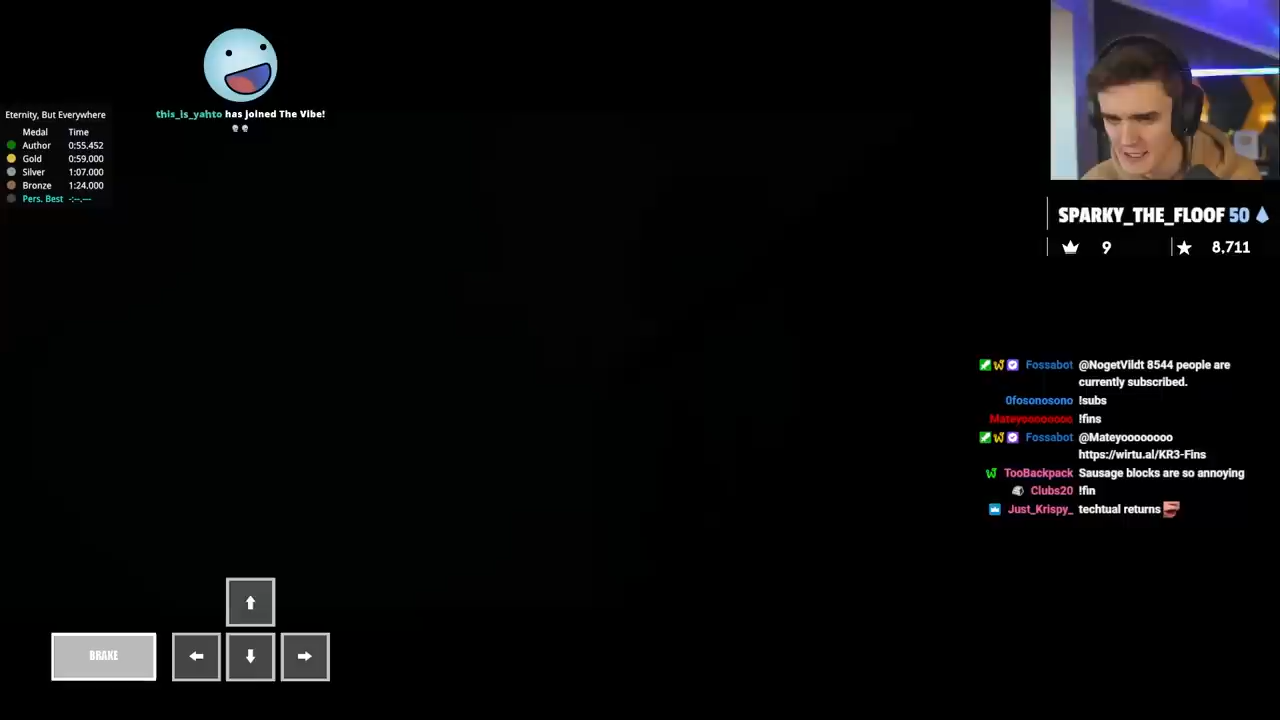 this_is_yahto has joined The Vibe!
Eternity, But Everywhere
Medal Time
Author 0:55.452
Gold 0:59.000
Silver 1:07.000
Bronze 1:24.000
Pers. Best -:--.---
SPARKY_THE_FLOOF 50
9 8,711
Fossabot @NogetVildt 8544 people are
currently subscribed.
0fosonosono !subs
Mateyoooooooo !fins
Fossabot @Mateyoooooooo
https://wirtu.al/KR3-Fins
TooBackpack Sausage blocks are so annoying
Clubs20 !fin
Just_Krispy_ techtual returns
BRAKE